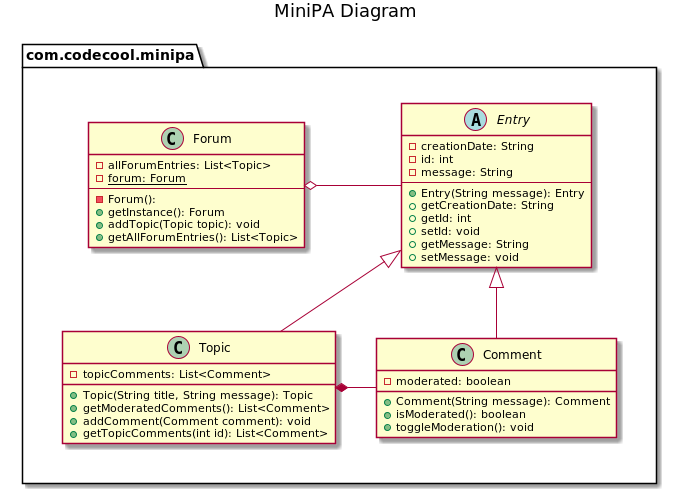 MiniPA Diagram
com.codecool.minipa
C Forum
allForumEntries: List<Topic>
forum: Forum
Forum():
getInstance(): Forum
addTopic(Topic topic): void
getAllForumEntries(): List<Topic>
A Entry
creationDate: String
id: int
message: String
Entry(String message): Entry
getCreationDate: String
getId: int
setId: void
getMessage: String
setMessage: void
C Topic
topicComments: List<Comment>
Topic(String title, String message): Topic
getModeratedComments(): List<Comment>
addComment(Comment comment): void
getTopicComments(int id): List<Comment>
C Comment
moderated: boolean
Comment(String message): Comment
isModerated(): boolean
toggleModeration(): void